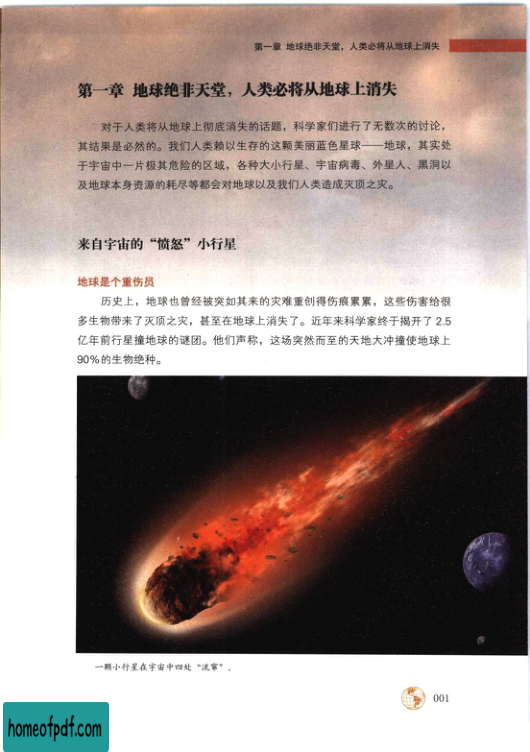 第一章 地球绝非天堂，人类必将从地球上消失
第一章 地球绝非天堂，人类必将从地球上消失
对于人类将从地球上彻底消失的话题，科学家们进行了无数次的讨论，
其结果是必然的。我们人类赖以生存的这颗美丽蓝色星球——地球，其实处
于宇宙中一片极其危险的区域，各种大小行星、宇宙病毒、外星人、黑洞以
及地球本身资源的耗尽等都会对地球以及我们人类造成灭顶之灾。
来自宇宙的“愤怒”小行星
地球是个重伤员
历史上，地球也曾经被突如其来的灾难重创得伤痕累累，这些伤害给很
多生物带来了灭顶之灾，甚至在地球上消失了。近年来科学家终于揭开了 2.5
亿年前行星撞地球的谜团。他们声称，这场突然而至的天地大冲撞使地球上
90%的生物绝种。
一颗小行星在宇宙中四处“流窜”。
001
homeofpdf.com